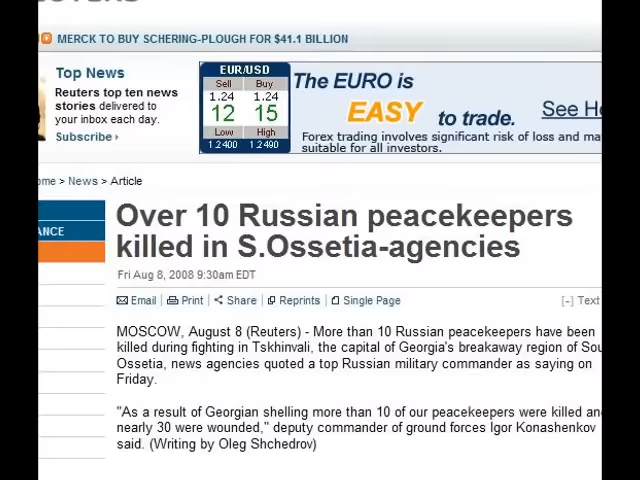 MERCK TO BUY SCHERING-PLOUGH FOR $41.1 BILLION
Top News
Reuters top ten news
stories delivered to
your inbox each day.
Subscribe ›
EUR/USD
Sell Buy
1.24 1.24
12 15
Low High
1.2400 1.2490
The EURO is
EASY to trade.
See
Forex trading involves significant risk of loss and
suitable for all investors.
> News > Article
Over 10 Russian peacekeepers
killed in S.Ossetia-agencies
Fri Aug 8, 2008 9:30am EDT
Email | Print | Share | Reprints | Single Page
[-] Text
MOSCOW, August 8 (Reuters) - More than 10 Russian peacekeepers have been
killed during fighting in Tskhinvali, the capital of Georgia's breakaway region of
Ossetia, news agencies quoted a top Russian military commander as saying on
Friday.
"As a result of Georgian shelling more than 10 of our peacekeepers were killed
nearly 30 were wounded," deputy commander of ground forces Igor Konashenkov
said. (Writing by Oleg Shchedrov)